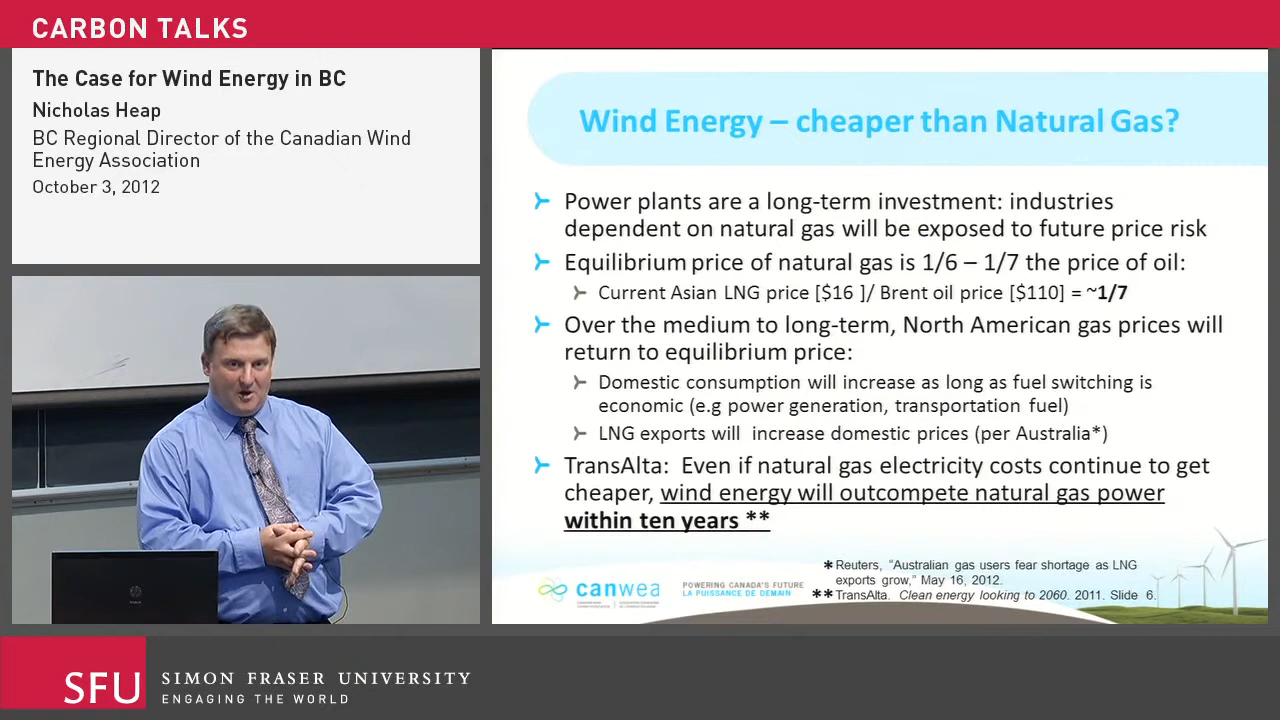 CARBON TALKS
The Case for Wind Energy in BC
Nicholas Heap
BC Regional Director of the Canadian Wind
Energy Association
October 3, 2012
Wind Energy – cheaper than Natural Gas?
Power plants are a long-term investment: industries
dependent on natural gas will be exposed to future price risk
Equilibrium price of natural gas is 1/6 – 1/7 the price of oil:
Current Asian LNG price [$16 ]/ Brent oil price [$110] = ~1/7
Over the medium to long-term, North American gas prices will
return to equilibrium price:
Domestic consumption will increase as long as fuel switching is
economic (e.g power generation, transportation fuel)
LNG exports will increase domestic prices (per Australia*)
TransAlta: Even if natural gas electricity costs continue to get
cheaper, wind energy will outcompete natural gas power
within ten years **
* Reuters, "Australian gas users fear shortage as LNG
exports grow," May 16, 2012.
** TransAlta. Clean energy looking to 2060. 2011. Slide 6.
canwea
POWERING CANADA'S FUTURE
LA PUISSANCE DE DEMAIN
SFU
SIMON FRASER UNIVERSITY
ENGAGING THE WORLD